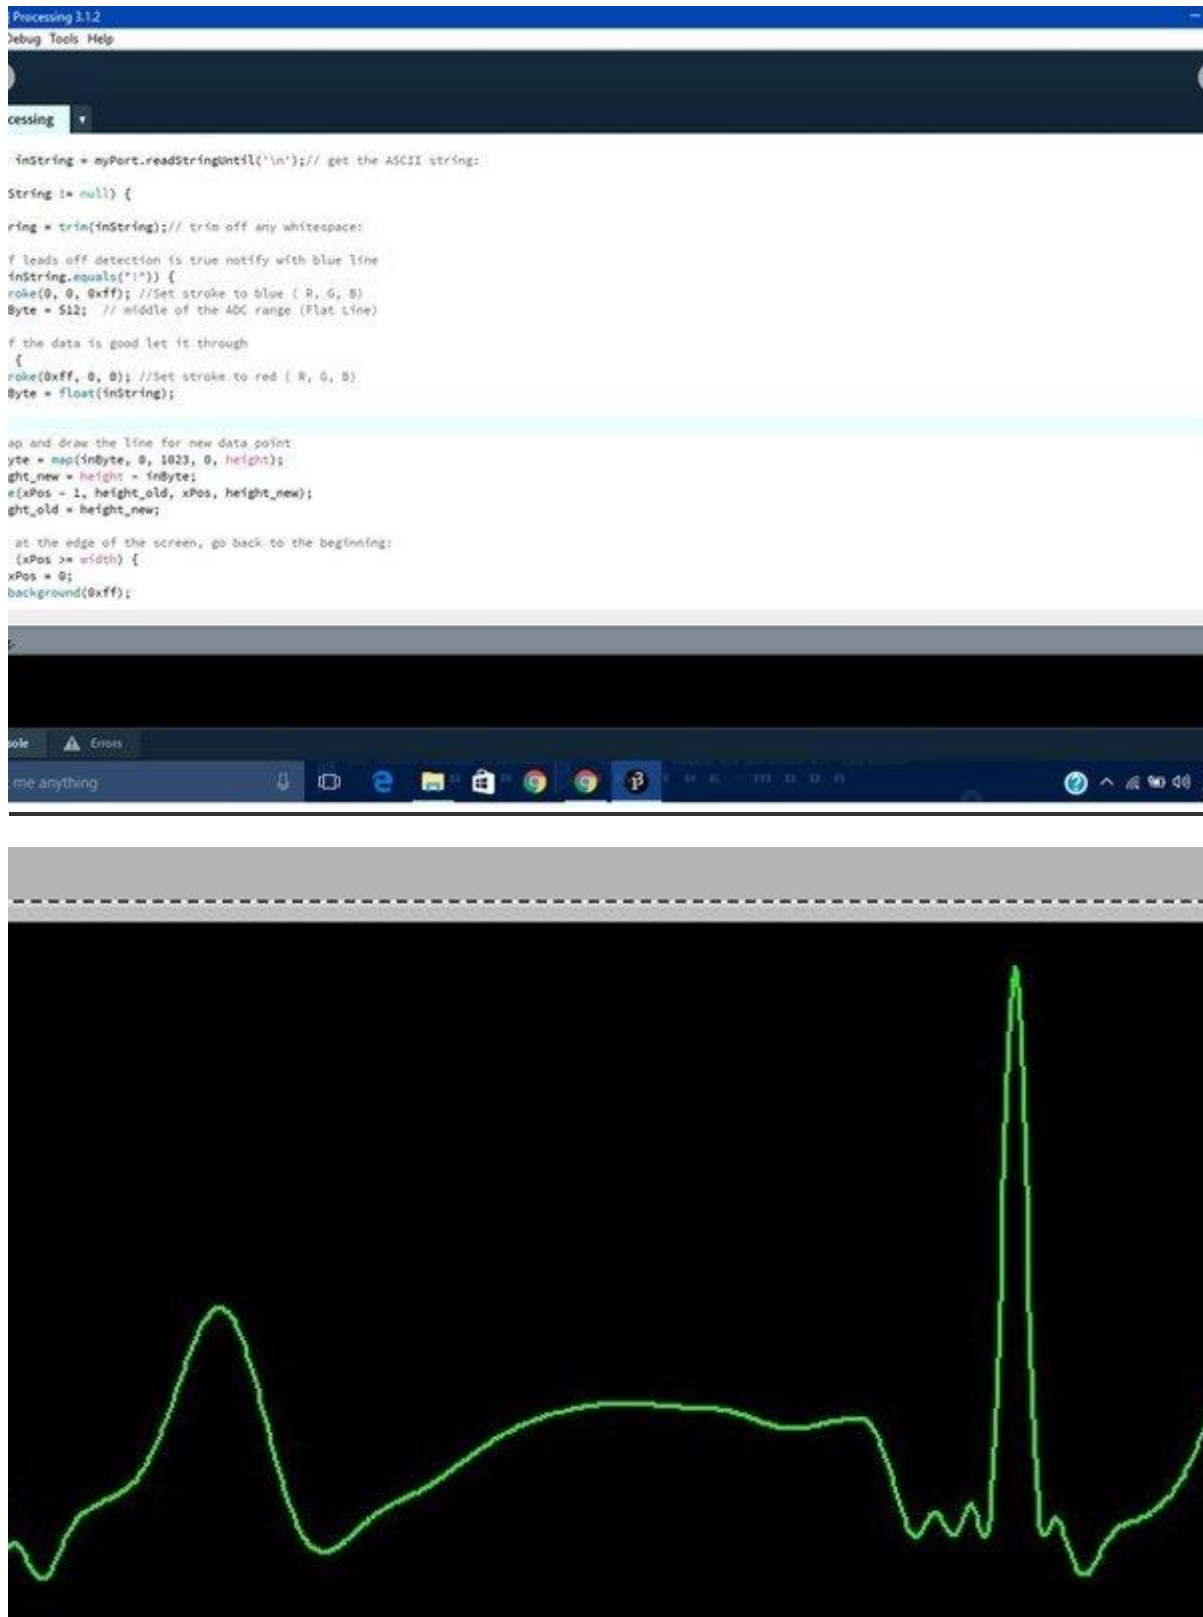 Processing 3.1.2
Debug Tools Help
cessing
inString = myPort.readStringUntil('\n');// get the ASCII string:
String != null) {
ring = trim(inString);// trim off any whitespace:
f leads off detection is true notify with blue line
inString.equals("!")) {
roke(0, 0, 0xff); //Set stroke to blue ( R, G, B)
Byte = 512;  // middle of the ADC range (Flat Line)
f the data is good let it through
{
roke(0xff, 0, 0); //Set stroke to red ( R, G, B)
Byte = float(inString);
ap and draw the line for new data point
yte = map(inByte, 0, 1023, 0, height);
ght_new = height - inByte;
e(xPos - 1, height_old, xPos, height_new);
ght_old = height_new;
at the edge of the screen, go back to the beginning:
(xPos >= width) {
xPos = 0;
background(0xff);
sole
Errors
me anything